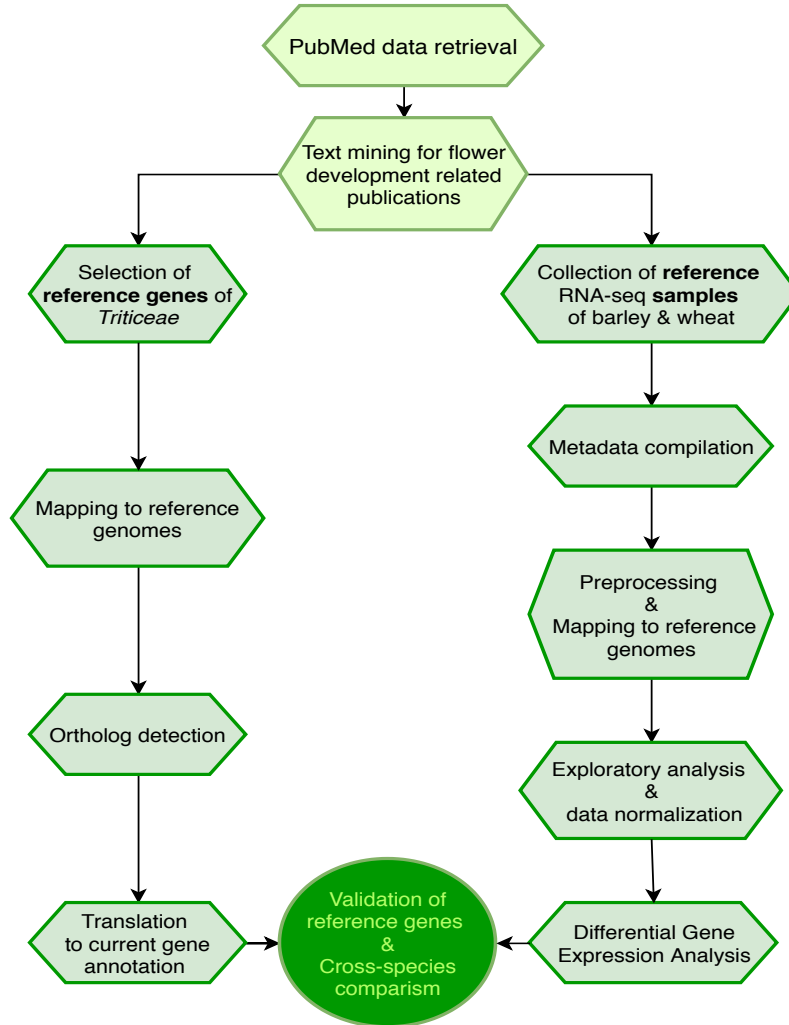 PubMed data retrieval
Text mining for flower
development related
publications
Selection of
reference genes of
Triticeae
Mapping to reference
genomes
Ortholog detection
Translation
to current gene
annotation
Collection of reference
RNA-seq samples
of barley & wheat
Metadata compilation
Preprocessing
&
Mapping to reference
genomes
Exploratory analysis
&
data normalization
Differential Gene
Expression Analysis
Validation of
reference genes
&
Cross-species
comparism